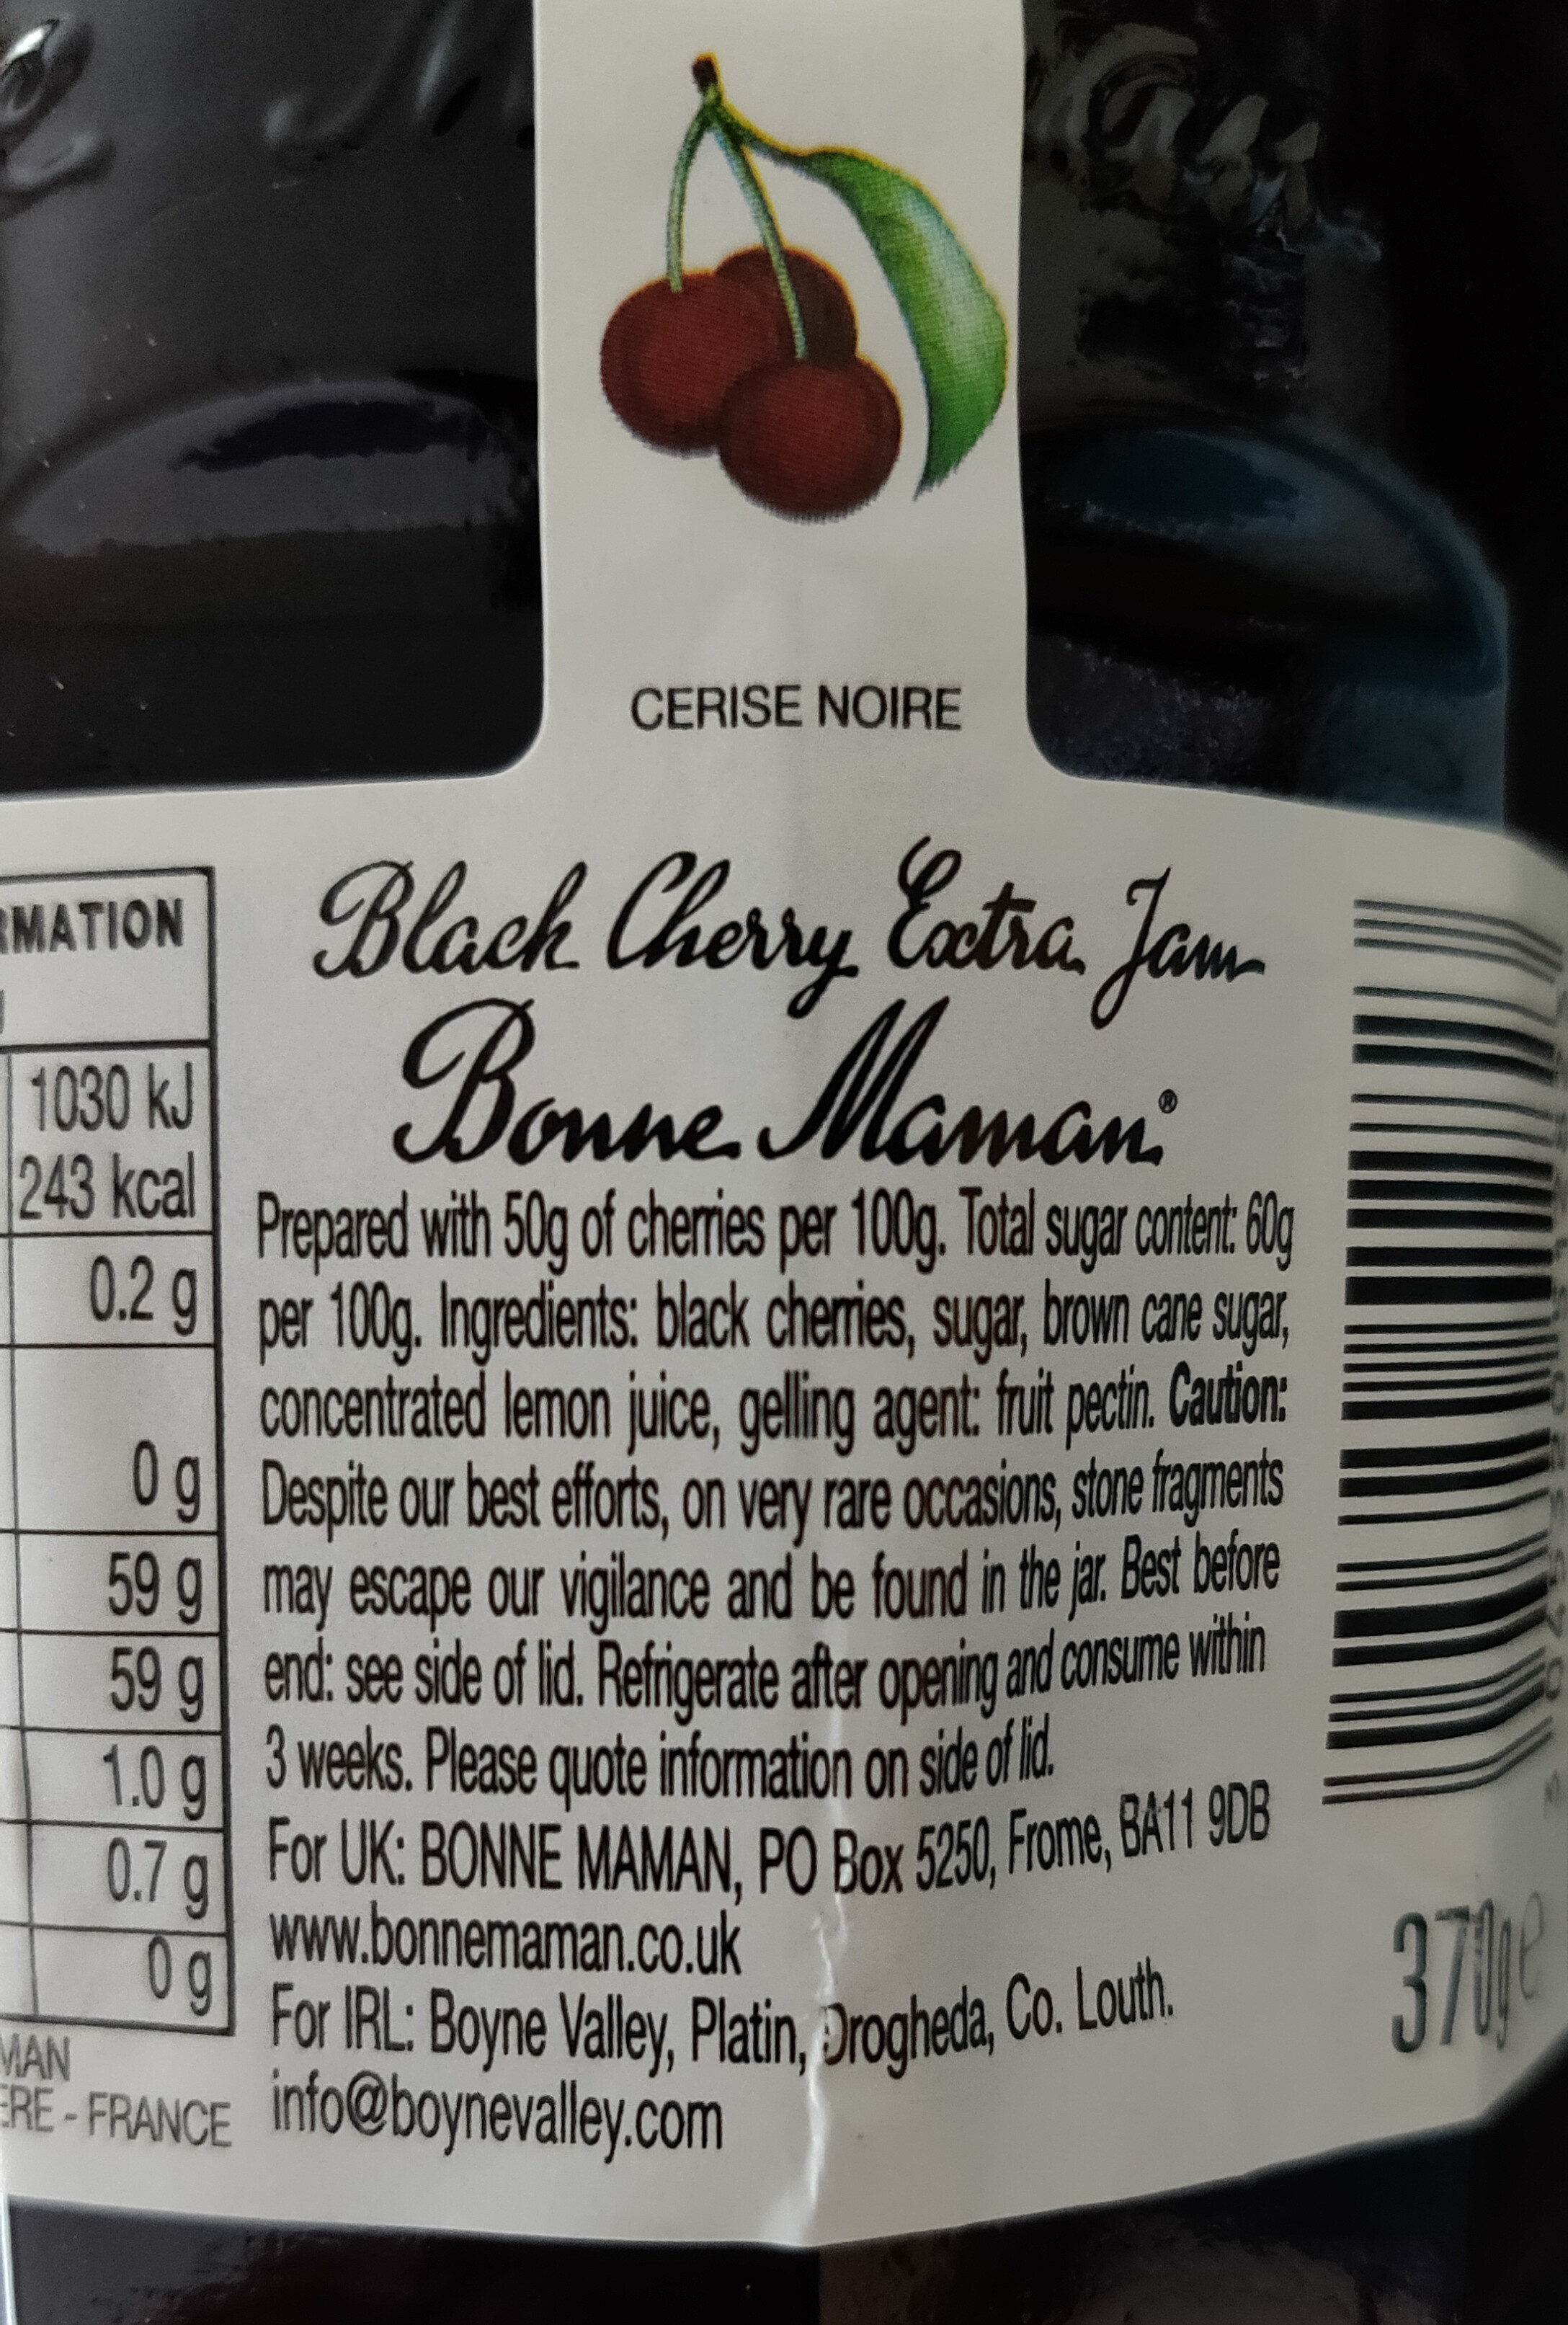 CERISE NOIRE
Black Cherry Extra Jam
Bonne Maman®
Prepared with 50g of cherries per 100g. Total sugar content: 60g
per 100g. Ingredients: black cherries, sugar, brown cane sugar,
concentrated lemon juice, gelling agent: fruit pectin. Caution:
Despite our best efforts, on very rare occasions, stone fragments
may escape our vigilance and be found in the jar. Best before
end: see side of lid. Refrigerate after opening and consume within
3 weeks. Please quote information on side of lid.
For UK: BONNE MAMAN, PO Box 5250, Frome, BA11 9DB
www.bonnemaman.co.uk
For IRL: Boyne Valley, Platin, Drogheda, Co. Louth.
info@boynevalley.com
RMATION
1030 kJ
243 kcal
0.2 g
0 g
59 g
59 g
1.0 g
0.7 g
0 g
MAN
ERE - FRANCE
370g e